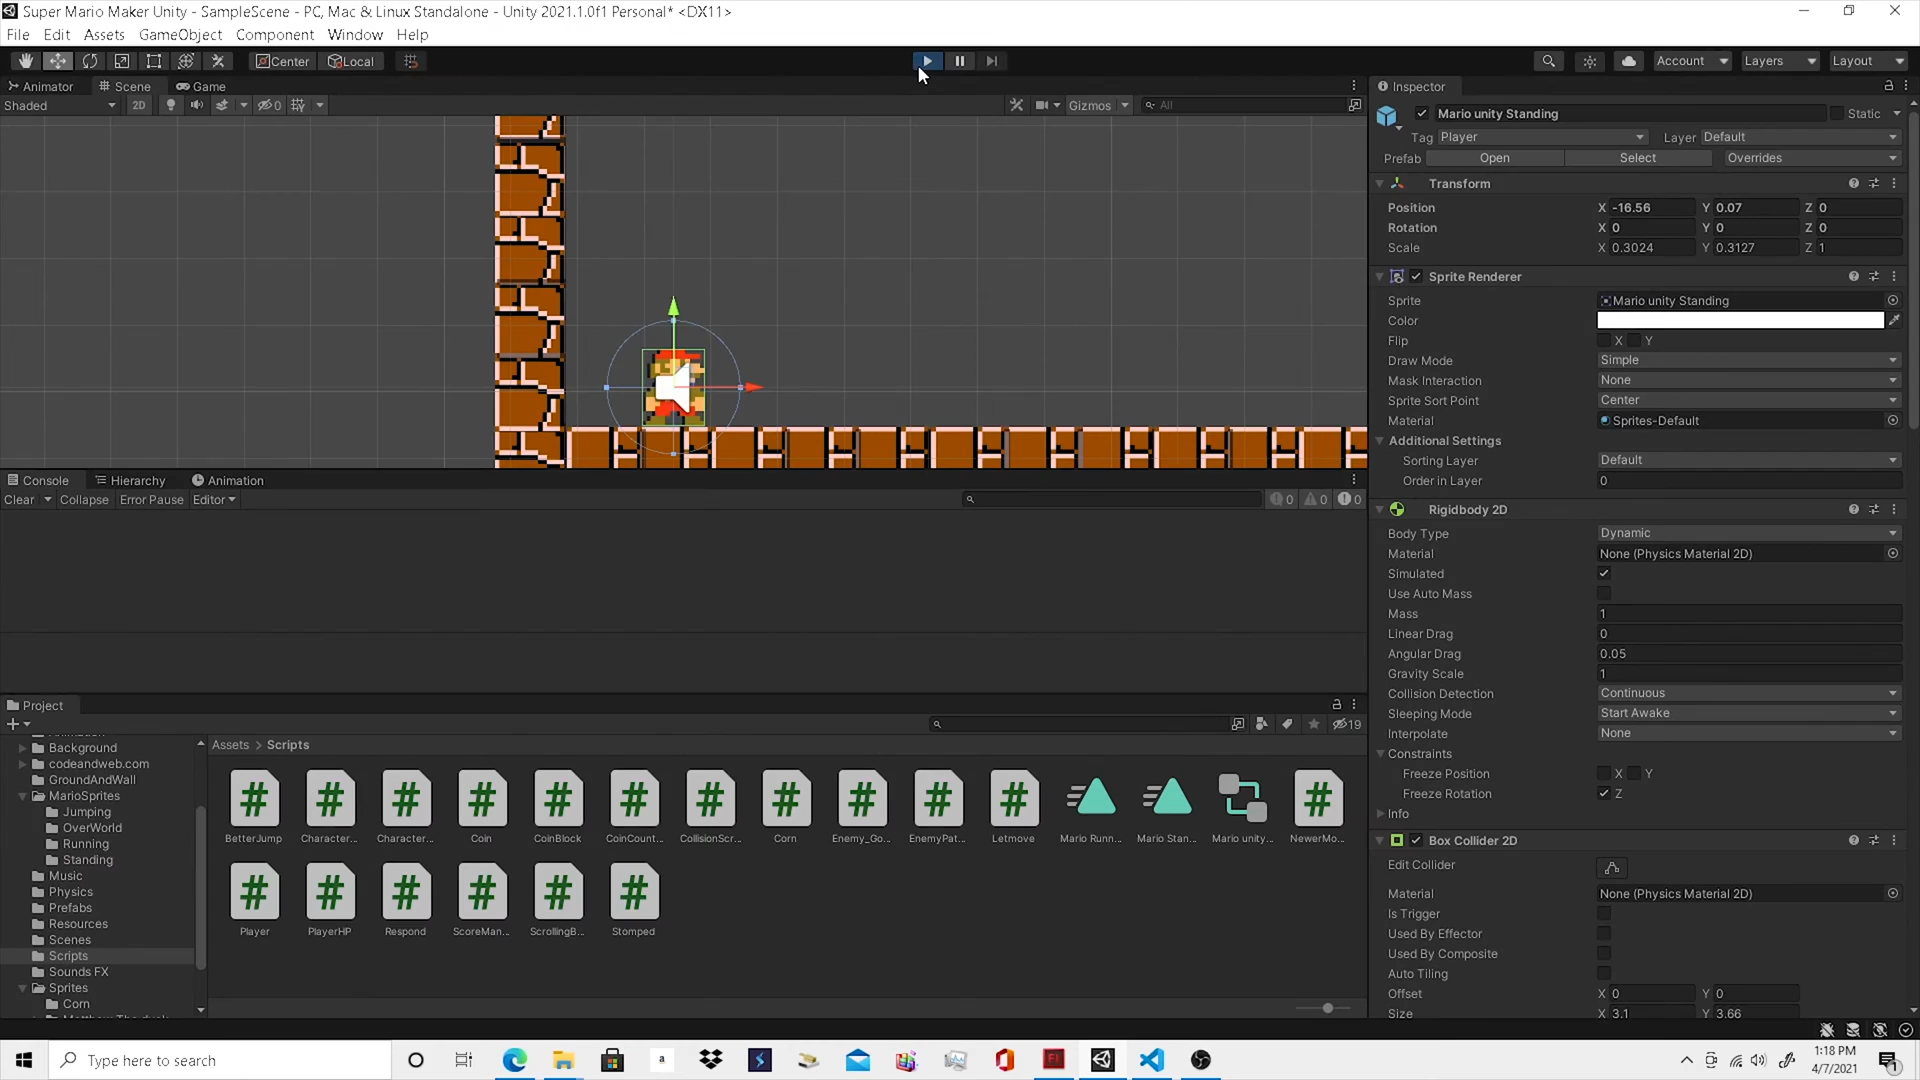 Super Mario Maker Unity - SampleScene - PC, Mac & Linux Standalone - Unity 2021.1.0f1 Personal* <DX11>
File Edit Assets GameObject Component Window Help
Center Local Account Layers Layout
Animator Scene Game
Shaded 2D 0 Gizmos All
Console Hierarchy Animation
Clear Collapse Error Pause Editor 0 0 0
Project
19
Background
codeandweb.com
GroundAndWall
MarioSprites
Jumping
OverWorld
Running
Standing
Music
Physics
Prefabs
Resources
Scenes
Scripts
Sounds FX
Sprites
Corn
Assets > Scripts
BetterJump Character... Character... Coin CoinBlock CoinCount... CollisionScr... Corn Enemy_Go... EnemyPat... Letmove Mario Runn... Mario Stan... Mario unity... NewerMo...
Player PlayerHP Respond ScoreMan... ScrollingB... Stomped
Inspector
Mario unity Standing Static
Tag Player Layer Default
Prefab Open Select Overrides
Transform
Position X -16.56 Y 0.07 Z 0
Rotation X 0 Y 0 Z 0
Scale X 0.3024 Y 0.3127 Z 1
Sprite Renderer
Sprite Mario unity Standing
Color
Flip X Y
Draw Mode Simple
Mask Interaction None
Sprite Sort Point Center
Material Sprites-Default
Additional Settings
Sorting Layer Default
Order in Layer 0
Rigidbody 2D
Body Type Dynamic
Material None (Physics Material 2D)
Simulated
Use Auto Mass
Mass 1
Linear Drag 0
Angular Drag 0.05
Gravity Scale 1
Collision Detection Continuous
Sleeping Mode Start Awake
Interpolate None
Constraints
Freeze Position X Y
Freeze Rotation Z
Info
Box Collider 2D
Edit Collider
Material None (Physics Material 2D)
Is Trigger
Used By Effector
Used By Composite
Auto Tiling
Offset X 0 Y 0
Size X 3.1 Y 3.66
Type here to search
1:18 PM
4/7/2021
1